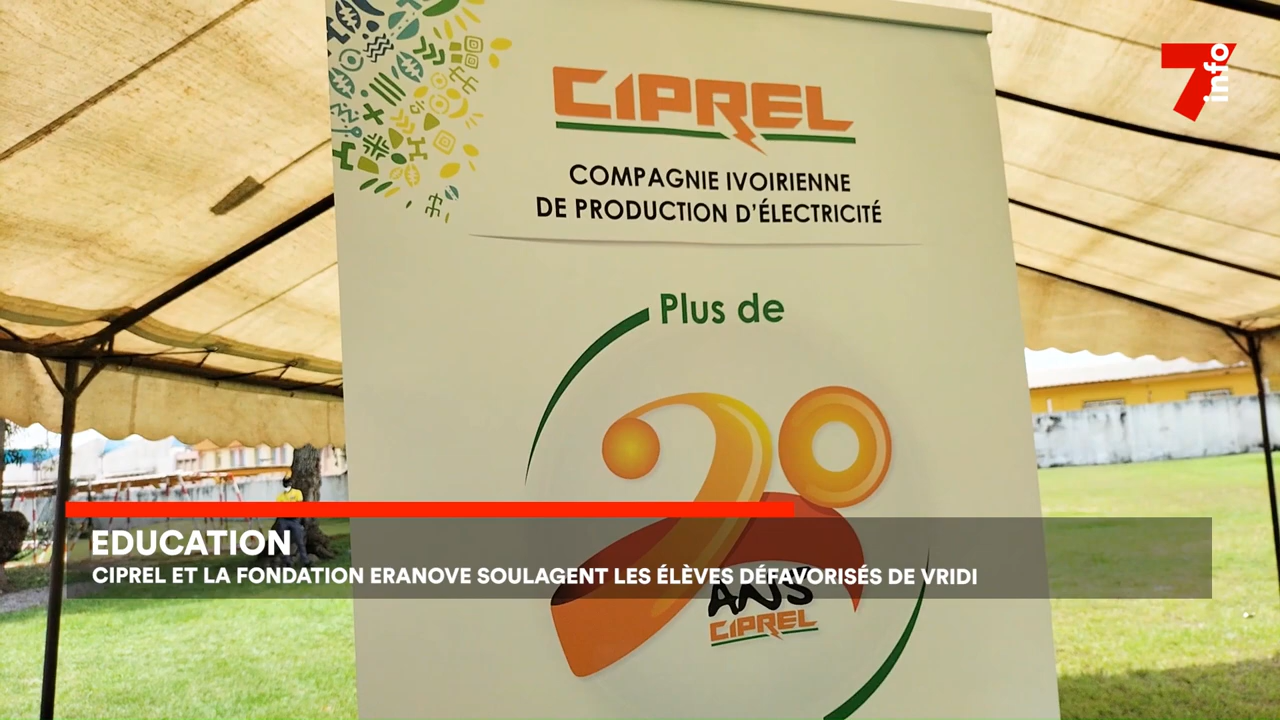 7info
CIPREL
COMPAGNIE IVOIRIENNE
DE PRODUCTION D'ÉLECTRICITÉ
Plus de
20
ANS
CIPREL
EDUCATION
CIPREL ET LA FONDATION ERANOVE SOULAGENT LES ÉLÈVES DÉFAVORISÉS DE VRIDI